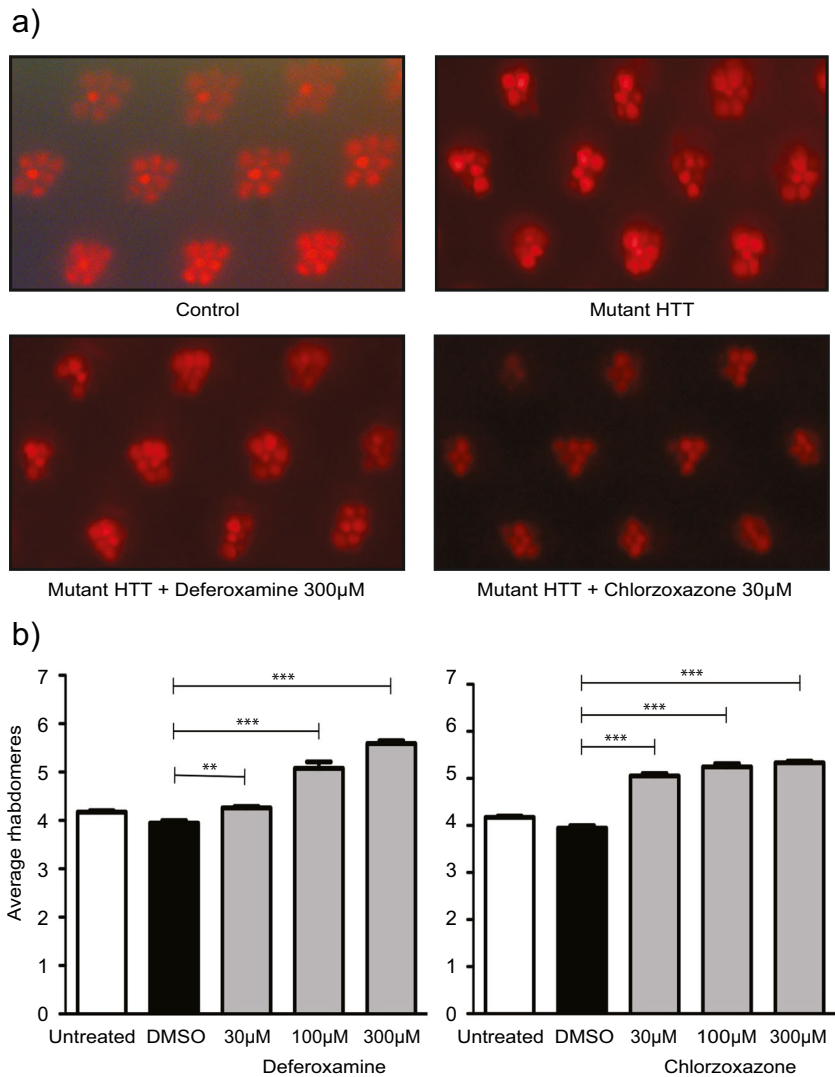 a)
Control
Mutant HTT
Mutant HTT + Deferoxamine 300µM
Mutant HTT + Chlorzoxazone 30µM
b)
Average rhabdomeres
7
6
5
4
3
2
1
0
***
***
**
Untreated DMSO 30µM 100µM 300µM
Deferoxamine
7
6
5
4
3
2
1
0
***
***
***
Untreated DMSO 30µM 100µM 300µM
Chlorzoxazone